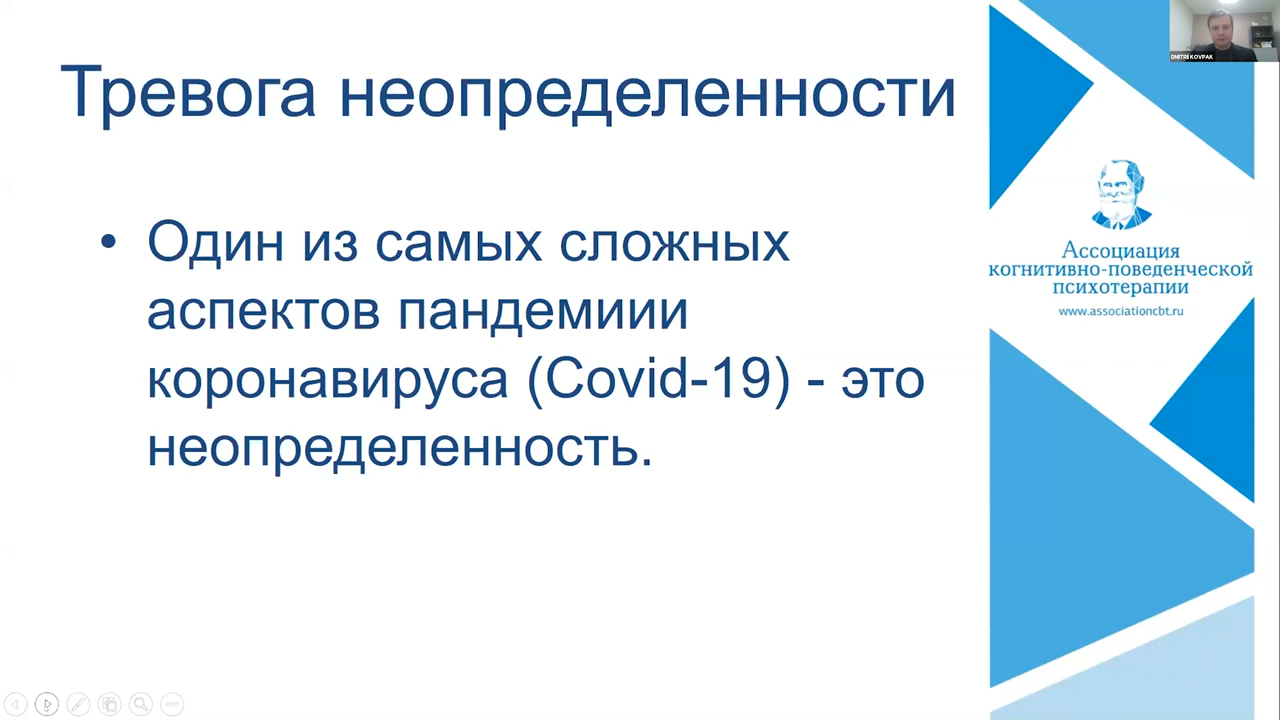 DMITRII KOVPAK
Тревога неопределенности
• Один из самых сложных
аспектов пандемиии
коронавируса (Covid-19) - это
неопределенность.
Ассоциация
когнитивно-поведенческой
психотерапии
www.associationcbt.ru